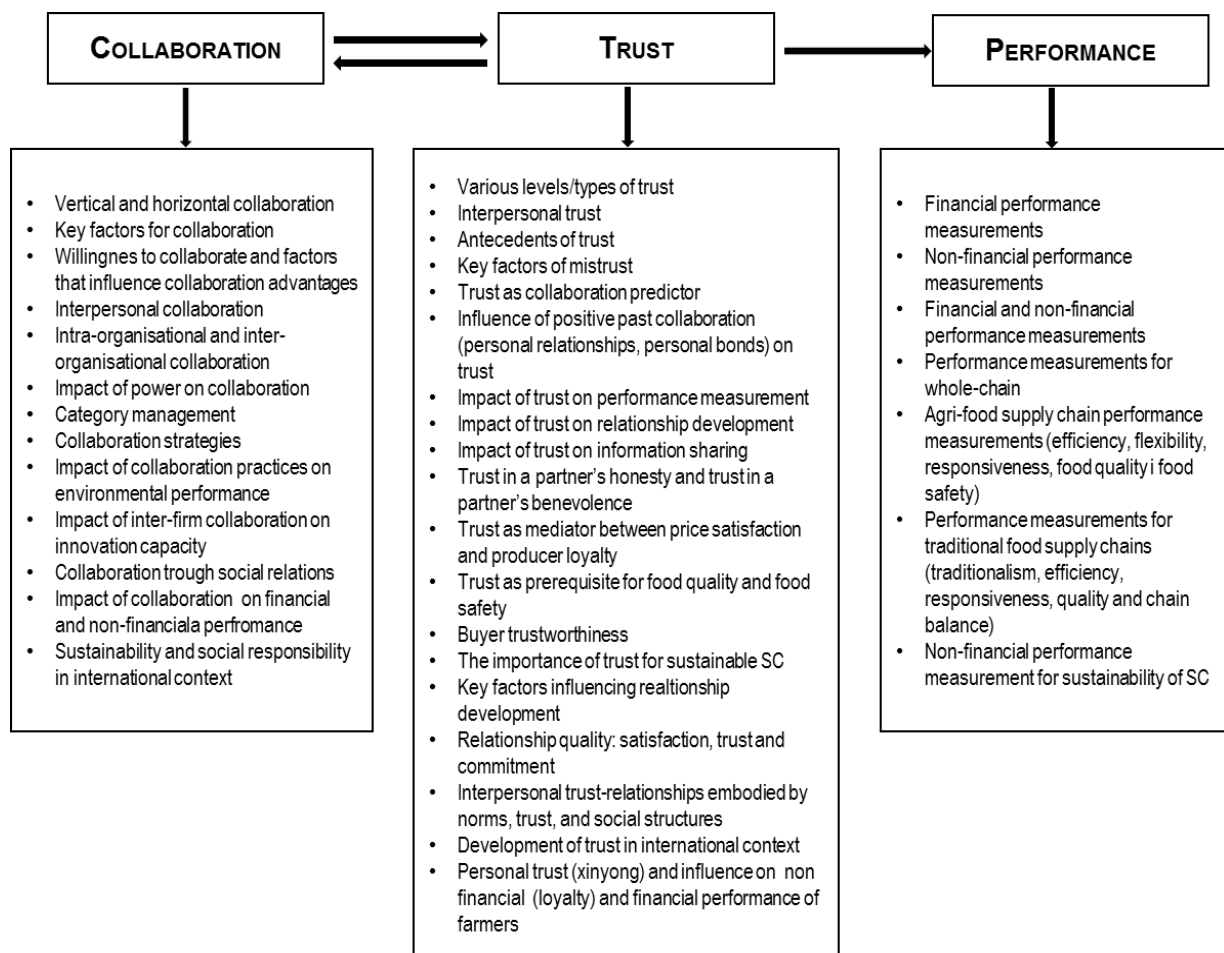 COLLABORATION
TRUST
PERFORMANCE
• Vertical and horizontal collaboration
• Key factors for collaboration
• Willingnes to collaborate and factors
that influence collaboration advantages
• Interpersonal collaboration
• Intra-organisational and inter-
organisational collaboration
• Impact of power on collaboration
• Category management
• Collaboration strategies
• Impact of collaboration practices on
environmental performance
• Impact of inter-firm collaboration on
innovation capacity
• Collaboration trough social relations
• Impact of collaboration on financial
and non-financiala perfromance
• Sustainability and social responsibility
in international context
• Various levels/types of trust
• Interpersonal trust
• Antecedents of trust
• Key factors of mistrust
• Trust as collaboration predictor
• Influence of positive past collaboration
(personal relationships, personal bonds) on
trust
• Impact of trust on performance measurement
• Impact of trust on relationship development
• Impact of trust on information sharing
• Trust in a partner's honesty and trust in a
partner's benevolence
• Trust as mediator between price satisfaction
and producer loyalty
• Trust as prerequisite for food quality and food
safety
• Buyer trustworthiness
• The importance of trust for sustainable SC
• Key factors influencing realtionship
development
• Relationship quality: satisfaction, trust and
commitment
• Interpersonal trust-relationships embodied by
norms, trust, and social structures
• Development of trust in international context
• Personal trust (xinyong) and influence on non
financial (loyalty) and financial performance of
farmers
• Financial performance
measurements
• Non-financial performance
measurements
• Financial and non-financial
performance measurements
• Performance measurements for
whole-chain
• Agri-food supply chain performance
measurements (efficiency, flexibility,
responsiveness, food quality i food
safety)
• Performance measurements for
traditional food supply chains
(traditionalism, efficiency,
responsiveness, quality and chain
balance)
• Non-financial performance
measurement for sustainability of SC